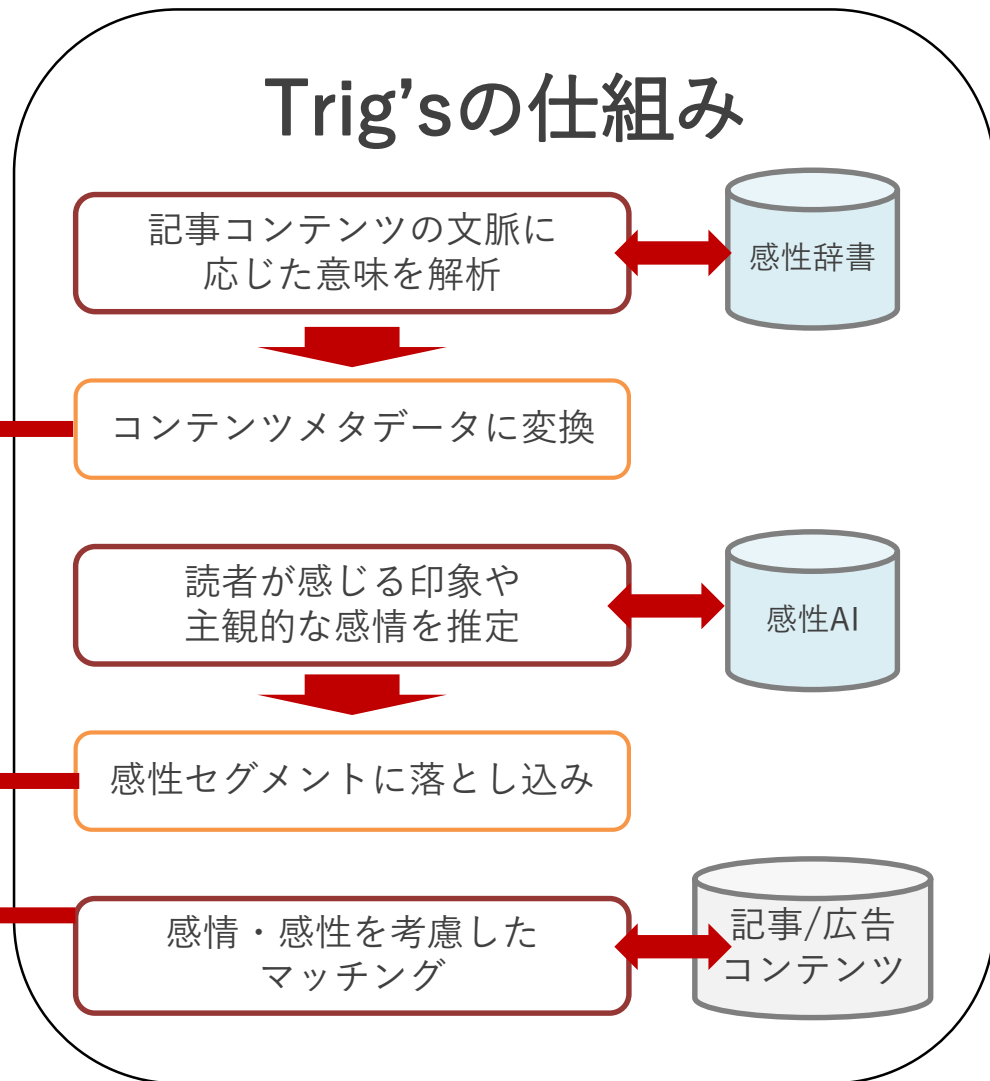 Trig’sの仕組み
記事コンテンツの文脈に
応じた意味を解析
感性辞書
コンテンツメタデータに変換
読者が感じる印象や
主観的な感情を推定
感性AI
感性セグメントに落とし込み
感情・感性を考慮した
マッチング
記事/広告
コンテンツ